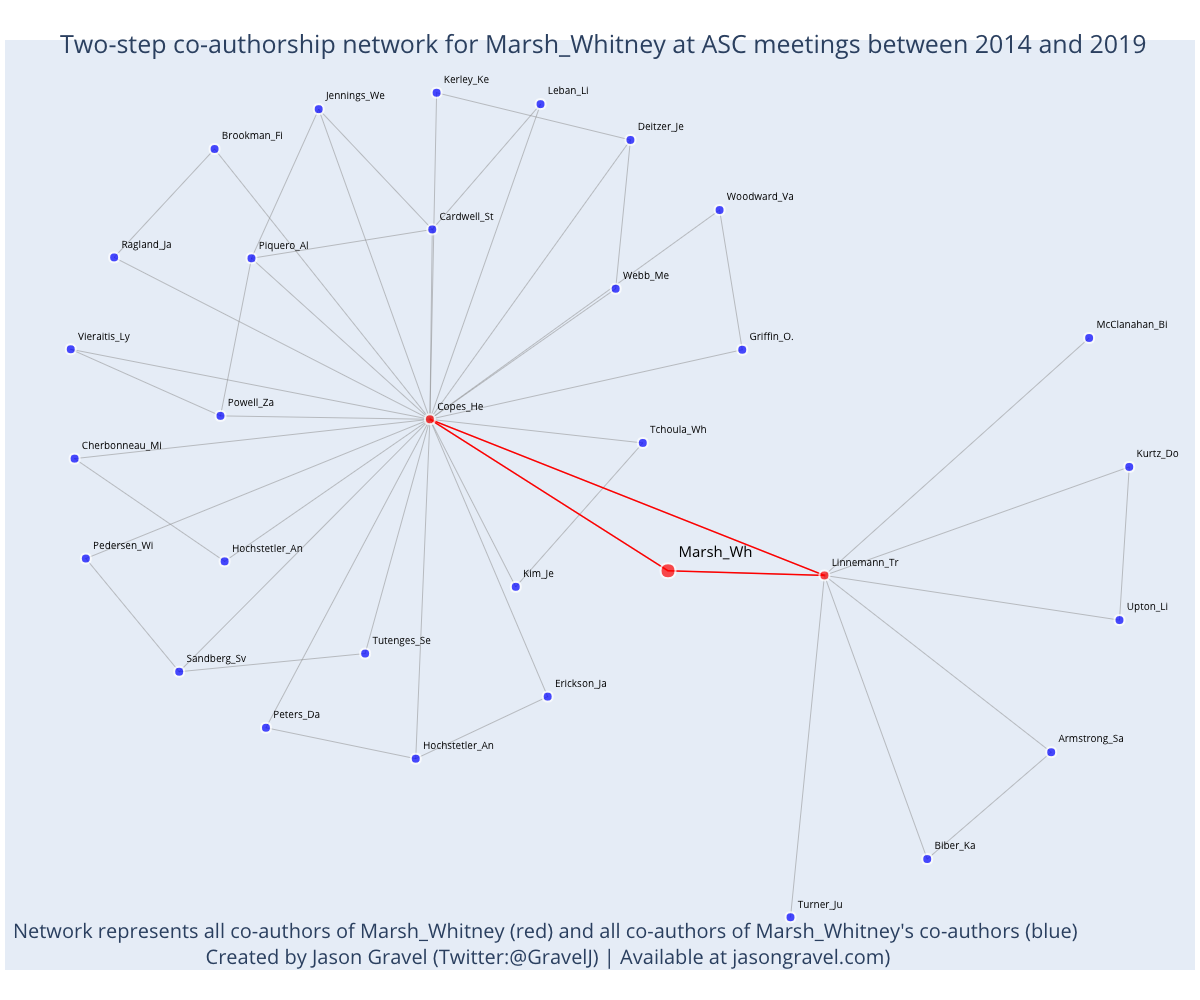 Two-step co-authorship network for Marsh_Whitney at ASC meetings between 2014 and 2019
Kerley_Ke
Leban_Li
Jennings_We
Deitzer_Je
Brookman_Fi
Woodward_Va
Cardwell_St
Ragland_Ja
Piquero_Al
Webb_Me
McClanahan_Bi
Vieraitis_Ly
Griffin_O.
Powell_Za
Copes_He
Tchoula_Wh
Cherbonneau_Mi
Kurtz_Do
Pedersen_Wi
Hochstetler_An
Marsh_Wh
Linnemann_Tr
Kim_Je
Upton_Li
Tutenges_Se
Sandberg_Sv
Erickson_Ja
Peters_Da
Hochstetler_An
Armstrong_Sa
Biber_Ka
Turner_Ju
Network represents all co-authors of Marsh_Whitney (red) and all co-authors of Marsh_Whitney's co-authors (blue)
Created by Jason Gravel (Twitter:@GravelJ) | Available at jasongravel.com)